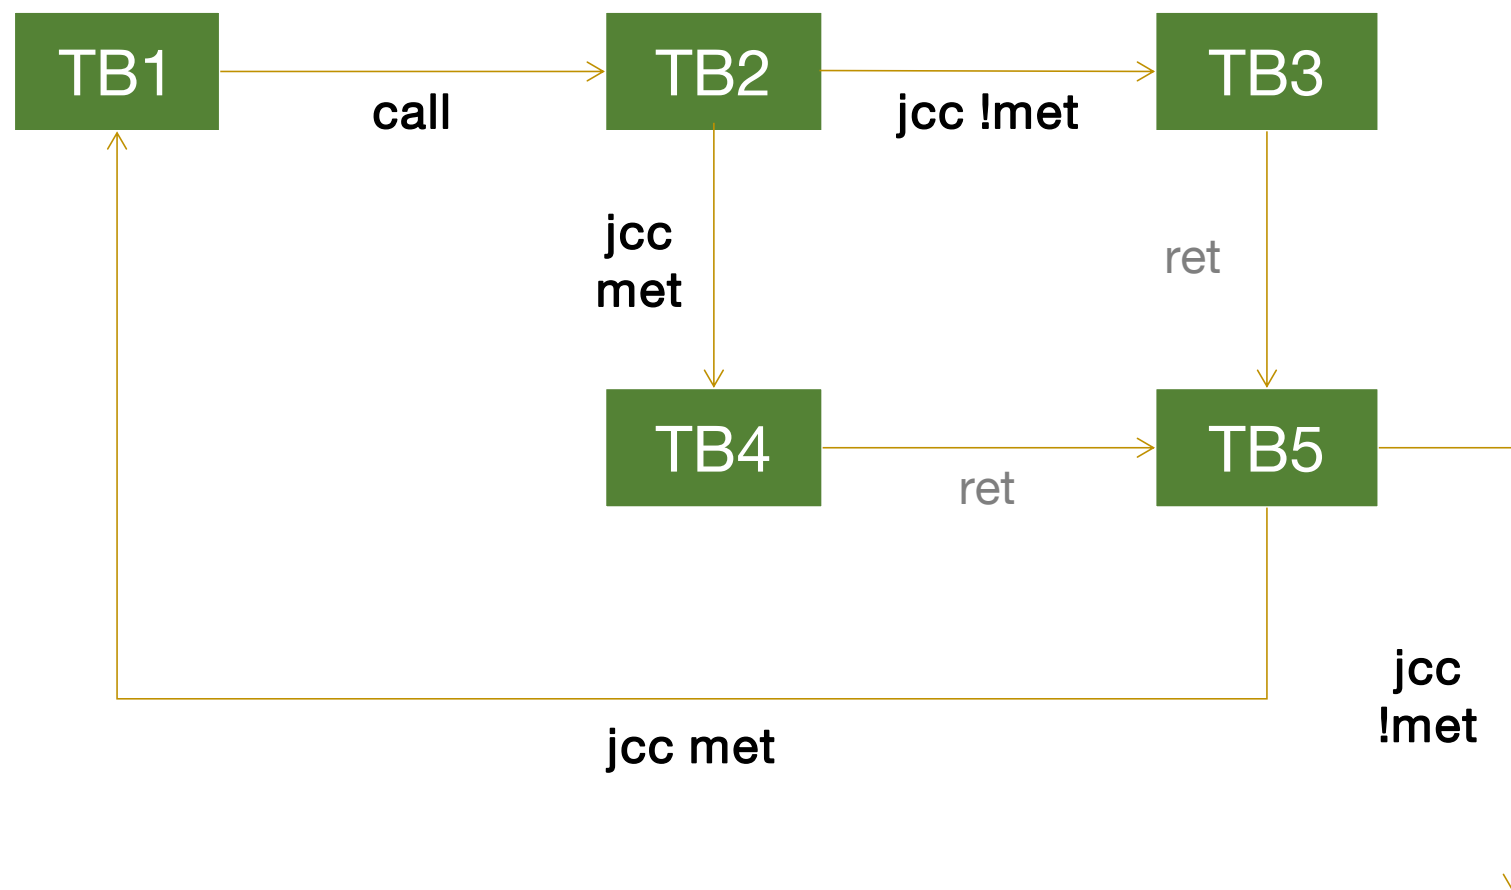 TB1
TB2
TB3
call
jcc !met
jcc
met
ret
TB4
TB5
ret
jcc
!met
jcc met